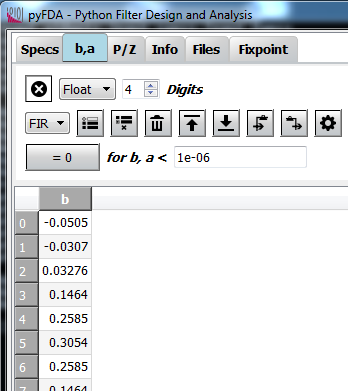 pyFDA - Python Filter Design and Analysis
Specs b,a P/Z Info Files Fixpoint
Float 4 Digits
FIR
= 0 for b, a < 1e-06
b
0 -0.0505
1 -0.0307
2 0.03276
3 0.1464
4 0.2585
5 0.3054
6 0.2585
7 0.1464